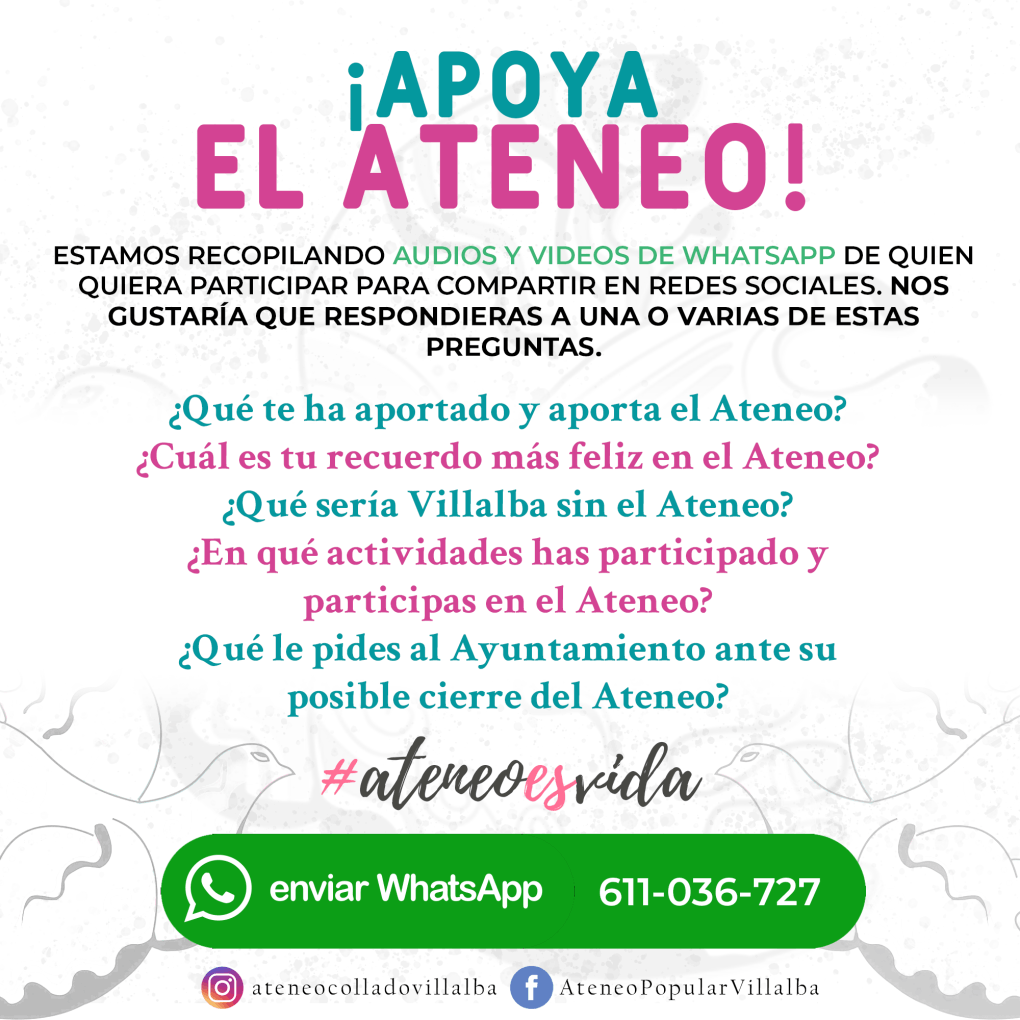 ¡APOYA
EL ATENEO!
ESTAMOS RECOPILANDO AUDIOS Y VIDEOS DE WHATSAPP DE QUIEN
QUIERA PARTICIPAR PARA COMPARTIR EN REDES SOCIALES. NOS
GUSTARÍA QUE RESPONDIERAS A UNA O VARIAS DE ESTAS
PREGUNTAS.
¿Qué te ha aportado y aporta el Ateneo?
¿Cuál es tu recuerdo más feliz en el Ateneo?
¿Qué sería Villalba sin el Ateneo?
¿En qué actividades has participado y
participas en el Ateneo?
¿Qué le pides al Ayuntamiento ante su
posible cierre del Ateneo?
#ateneoesvida
enviar WhatsApp 611-036-727
ateneocolladovillalba AteneoPopularVillalba